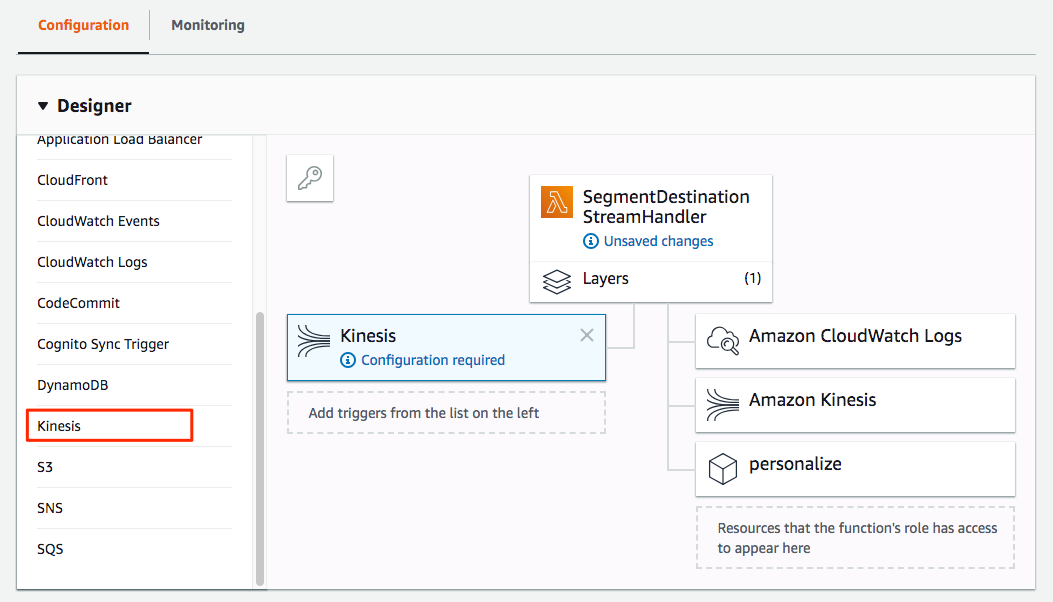 Configuration
Monitoring
Designer
Application Load Balancer
CloudFront
CloudWatch Events
CloudWatch Logs
CodeCommit
Cognito Sync Trigger
DynamoDB
Kinesis
S3
SNS
SQS
SegmentDestination
StreamHandler
Unsaved changes
Layers
(1)
Kinesis
Configuration required
Add triggers from the list on the left
Amazon CloudWatch Logs
Amazon Kinesis
personalize
Resources that the function's role has access
to appear here